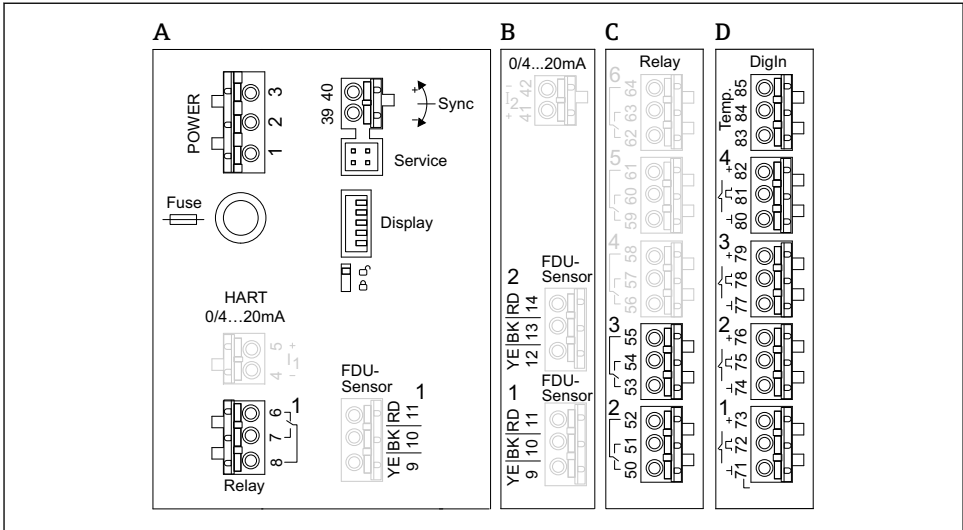 A
B
C
D
POWER
3
2
1
39 40
+
-
Sync
Service
Fuse
Display
HART
0/4...20mA
5 +
4 -
1
1
6
7
8
Relay
FDU-
Sensor
1
YE BK RD
9 10 11
0/4...20mA
- 42
+ 41
2
2
FDU-
Sensor
YE BK RD
12 13 14
1
FDU-
Sensor
YE BK RD
9 10 11
Relay
6
62 63 64
5
59 60 61
4
56 57 58
3
53 54 55
2
50 51 52
DigIn
Temp.
83 84 85
4
80 81 82 +
3
77 78 79 +
2
74 75 76 +
1
71 72 73 +